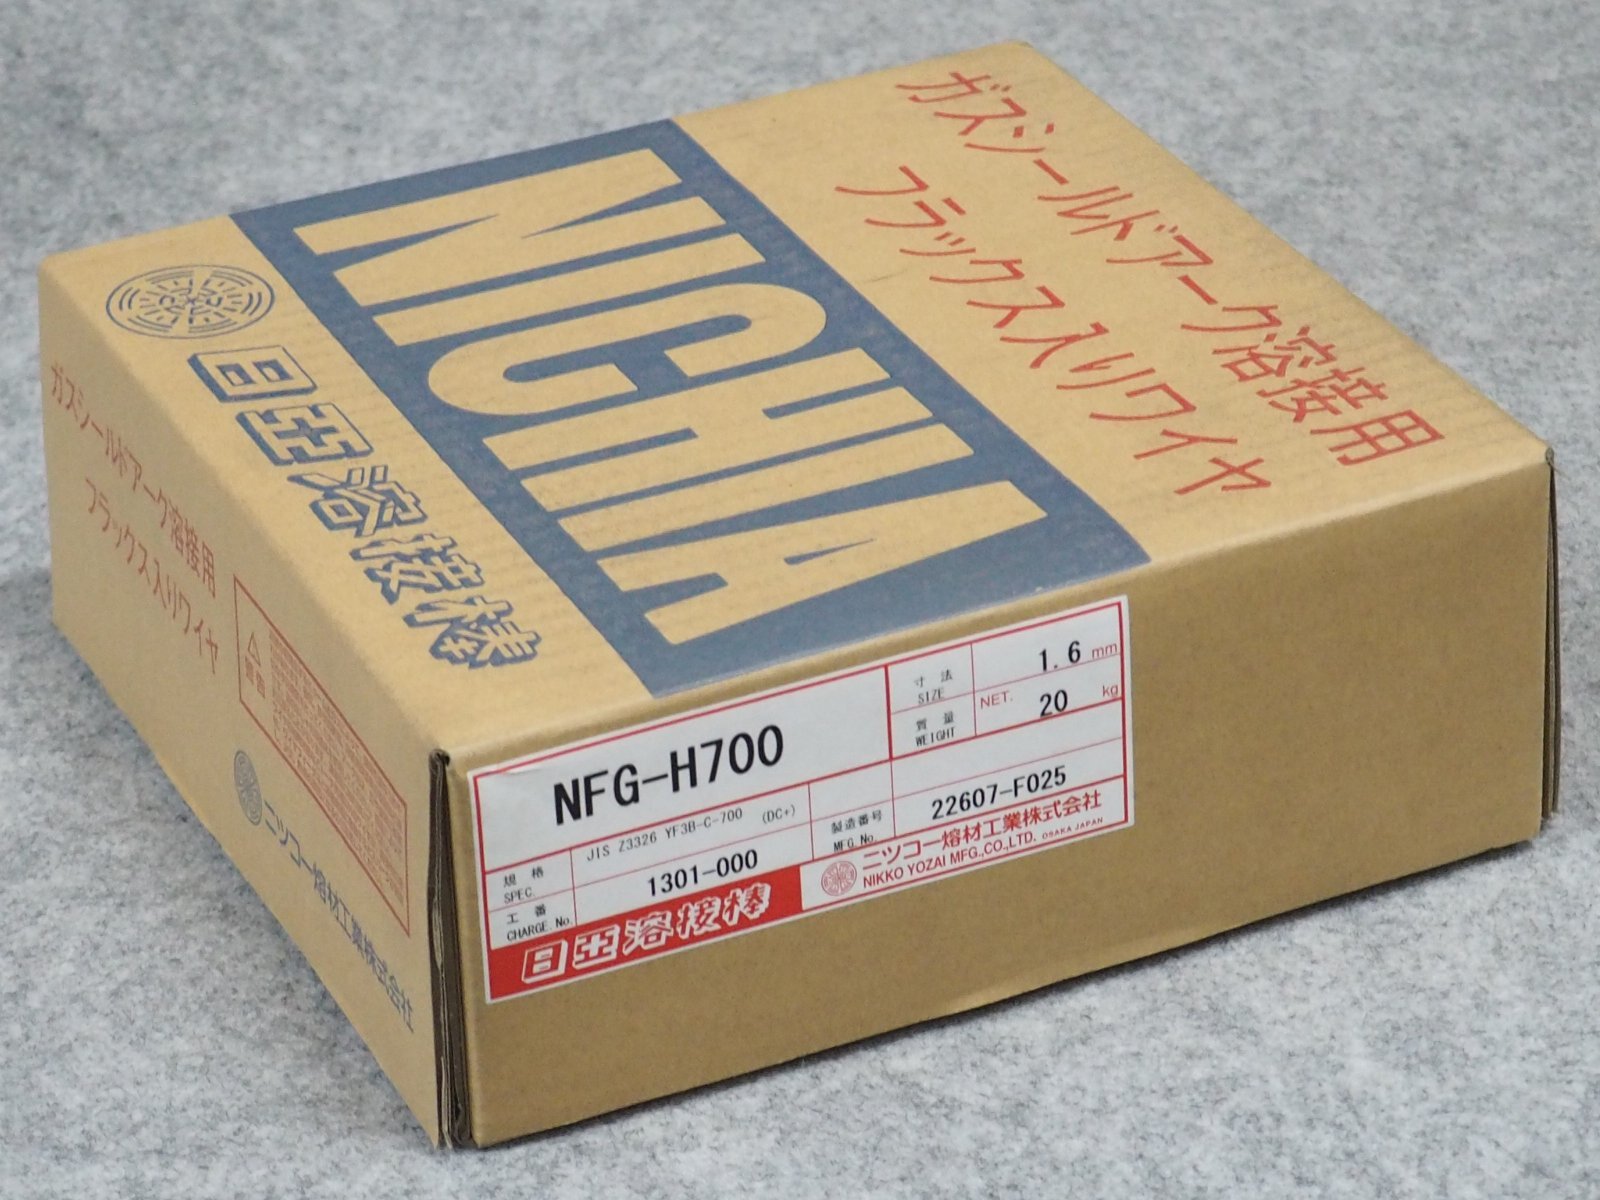 ガスシールドアーク溶接用
フラックス入りワイヤ
NICHIA
日亜溶接棒
ガスシールドアーク溶接用
フラックス入りワイヤ
警告
ニッコー熔材工業株式会社
NFG-H700
寸法
SIZE
1.6 mm
質量
WEIGHT
NET. 20 kg
規格
SPEC.
JIS Z3326 YF3B-C-700 (DC+)
工番
CHARGE.No.
1301-000
製造番号
MFG.No.
22607-F025
日亜溶接棒
ニッコー熔材工業株式会社
NIKKO YOZAI MFG.,CO.,LTD. OSAKA JAPAN